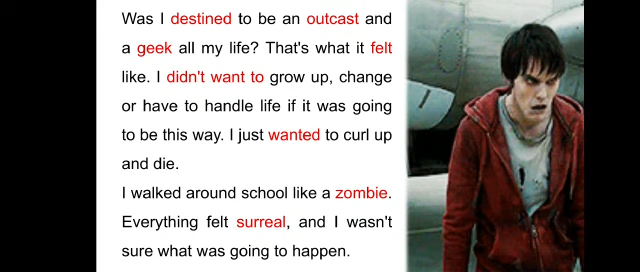 Was I destined to be an outcast and
a geek all my life? That's what it felt
like. I didn't want to grow up, change
or have to handle life if it was going
to be this way. I just wanted to curl up
and die.
I walked around school like a zombie.
Everything felt surreal, and I wasn't
sure what was going to happen.